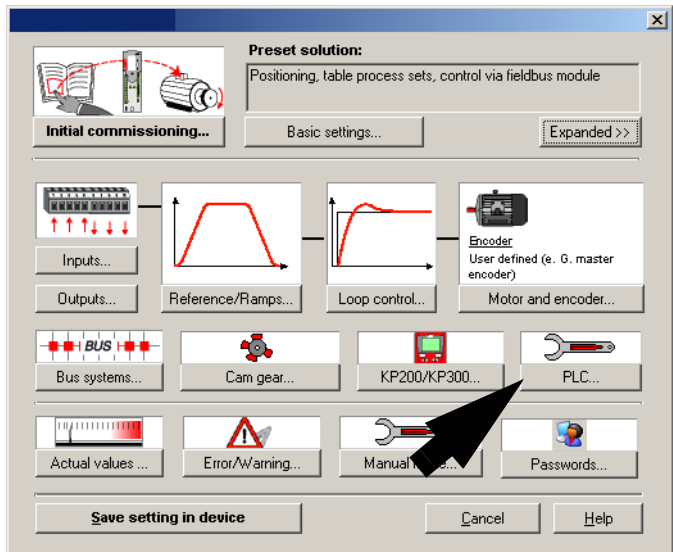 Preset solution:
Positioning, table process sets, control via fieldbus module
Initial commissioning...
Basic settings...
Expanded >>
Encoder
User defined (e. G. master
encoder)
Inputs...
Outputs...
Reference/Ramps...
Loop control...
Motor and encoder...
BUS
Bus systems...
Cam gear...
KP200/KP300...
PLC...
Actual values ...
Error/Warning...
Manual
Passwords...
Save setting in device
Cancel
Help